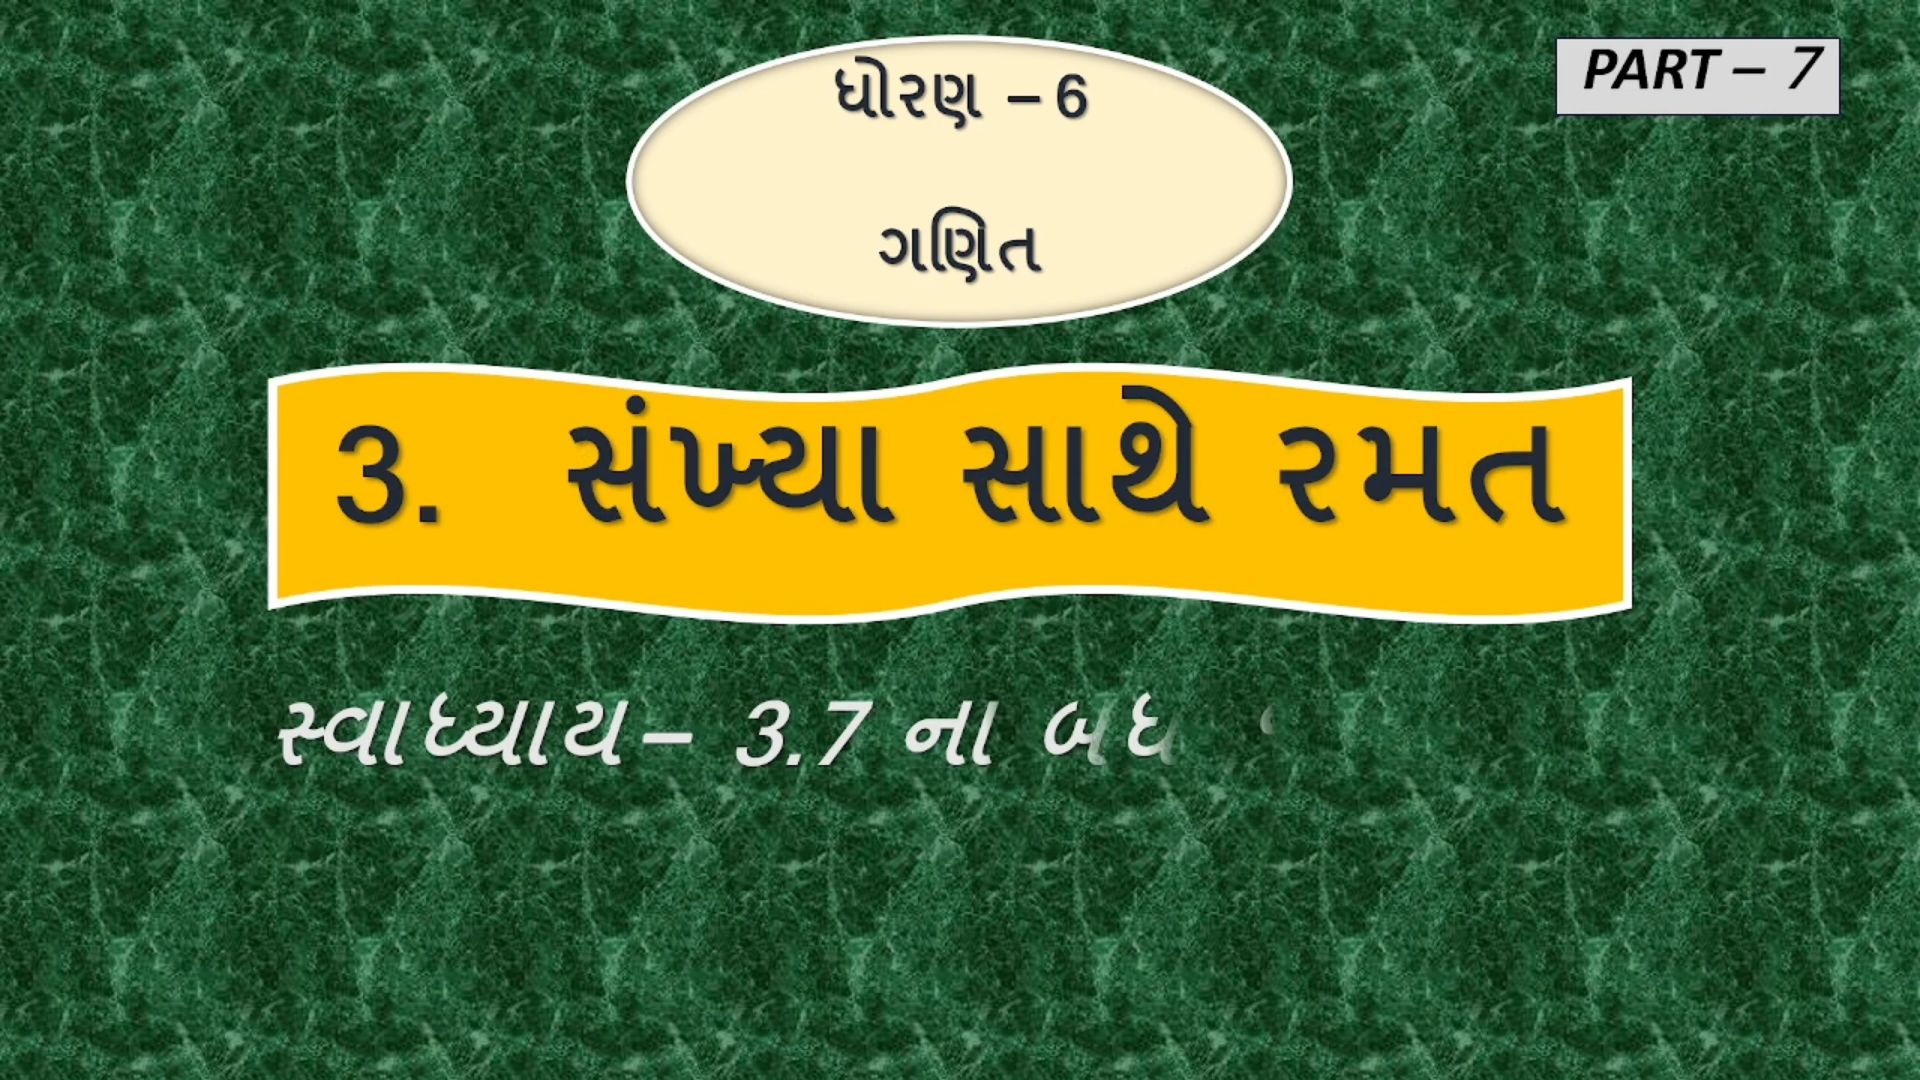 ધોરણ – 6
PART – 7
ગણિત
3. સંખ્યા સાથે રમત
સ્વાધ્યાય – 3.7 ના